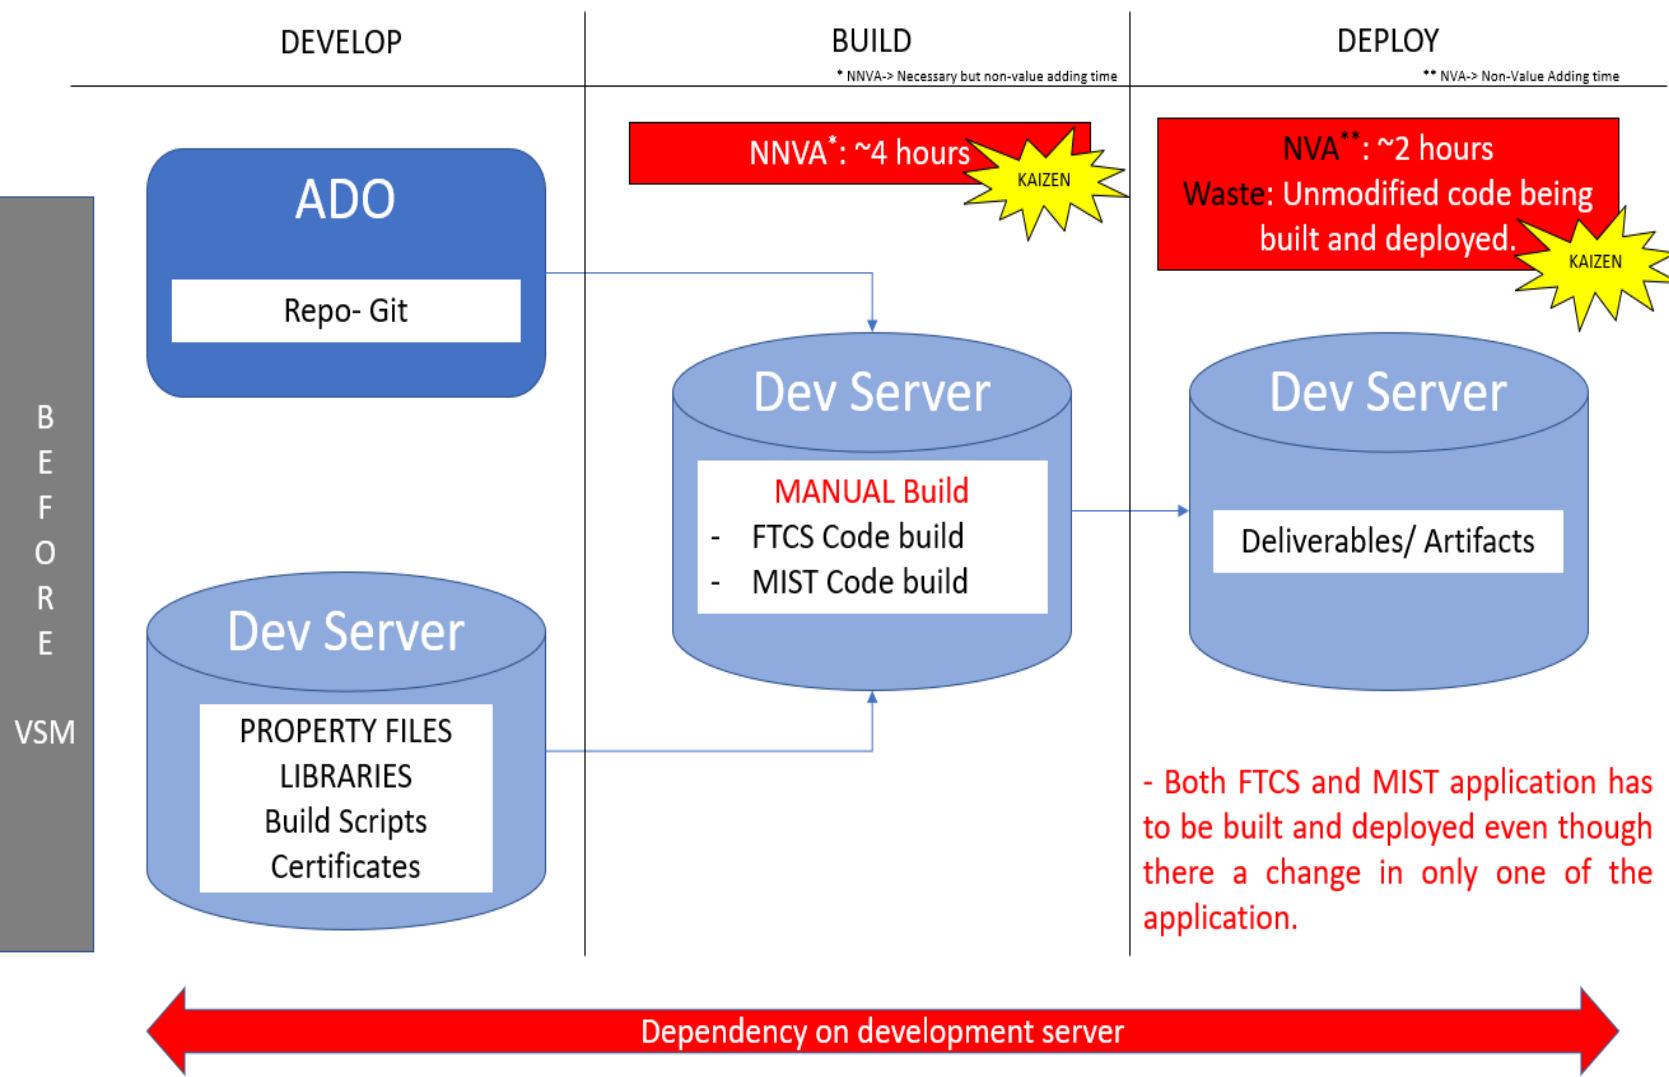 DEVELOP
BUILD
* NNVA-> Necessary but non-value adding time
DEPLOY
** NVA-> Non-Value Adding time
BEFORE
VSM
ADO
Repo- Git
Dev Server
PROPERTY FILES
LIBRARIES
Build Scripts
Certificates
NNVA*: ~4 hours
KAIZEN
Dev Server
MANUAL Build
- FTCS Code build
- MIST Code build
NVA**: ~2 hours
Waste: Unmodified code being
built and deployed.
KAIZEN
Dev Server
Deliverables/ Artifacts
- Both FTCS and MIST application has
to be built and deployed even though
there a change in only one of the
application.
Dependency on development server